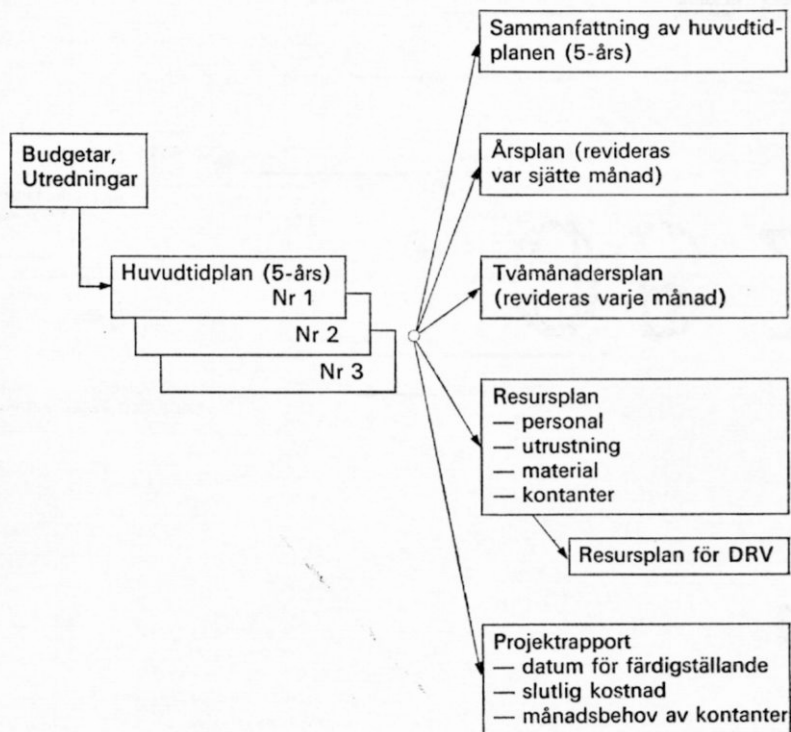 Sammanfattning av huvudtid-
planen (5-års)
Budgetar,
Utredningar
Årsplan (revideras
var sjätte månad)
Huvudtidplan (5-års)
Nr 1
Nr 2
Nr 3
Tvåmånadersplan
(revideras varje månad)
Resursplan
— personal
— utrustning
— material
— kontanter
Resursplan för DRV
Projektrapport
— datum för färdigställande
— slutlig kostnad
— månadsbehov av kontanter